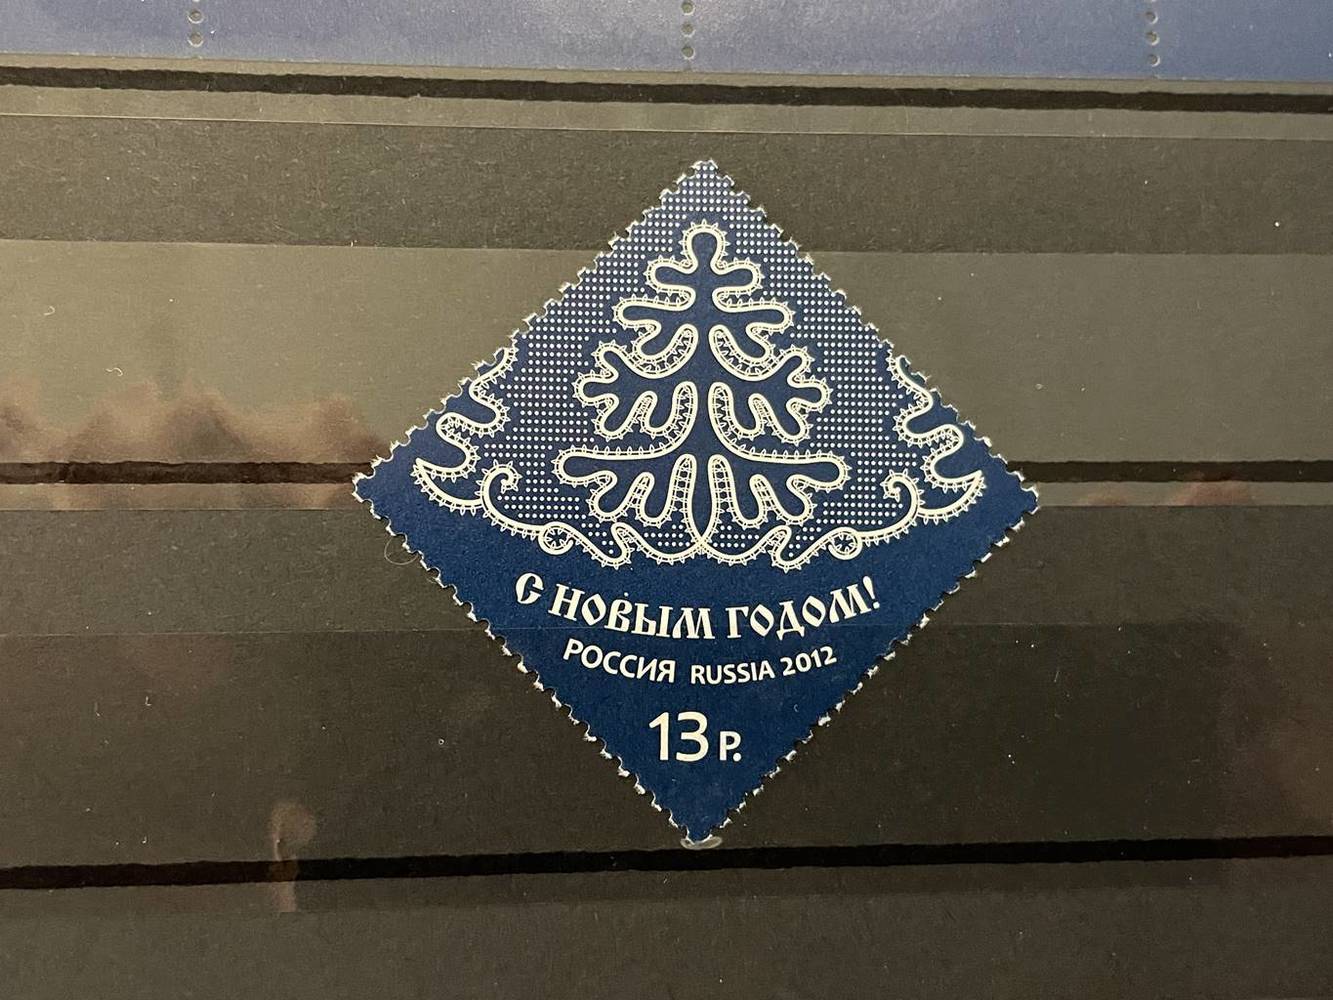 С НОВЫМ ГОДОМ!
РОССИЯ RUSSIA 2012
13 Р.